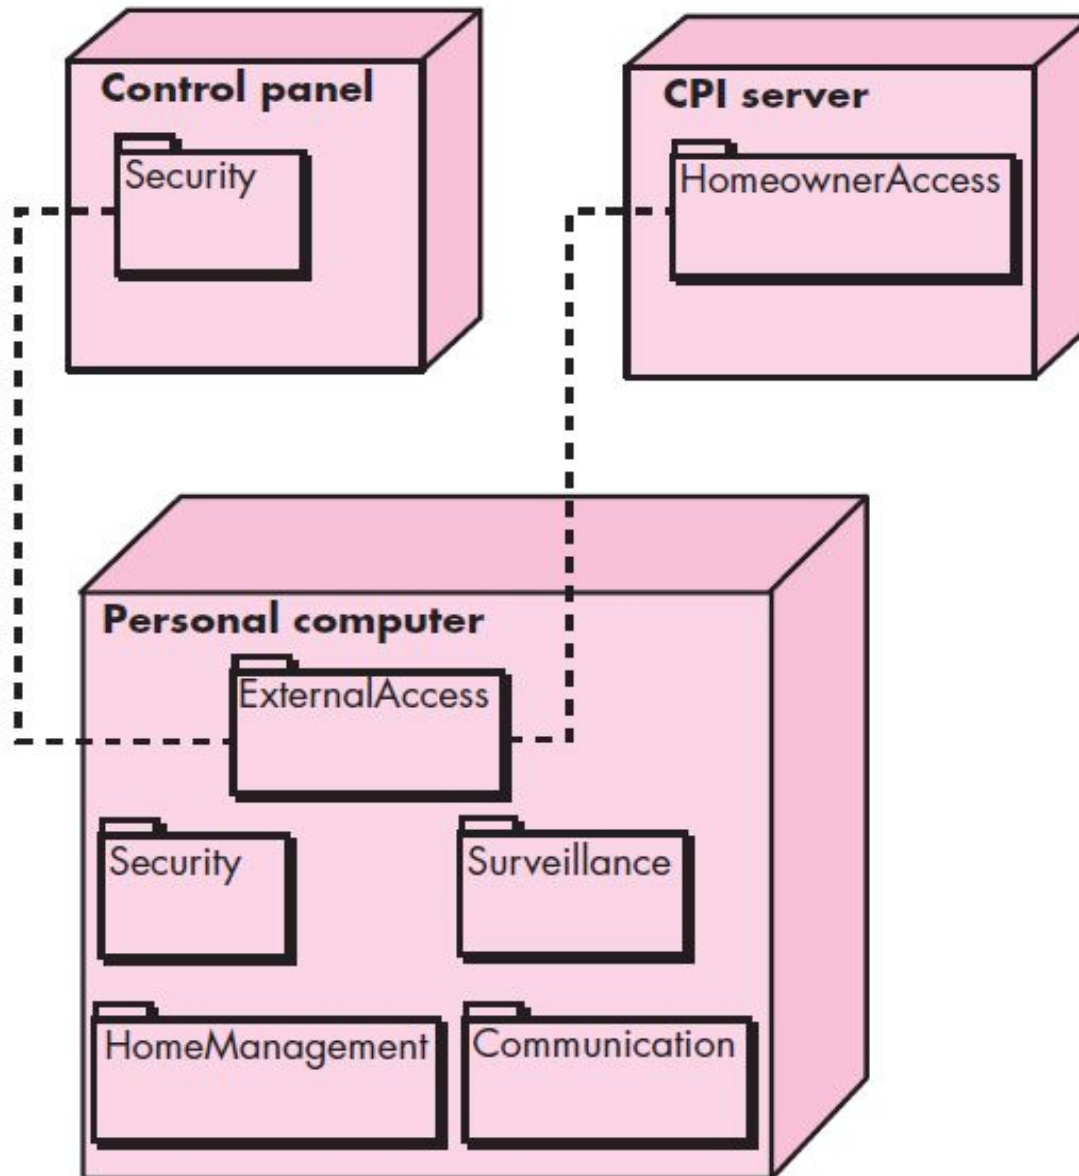 Control panel
Security
CPI server
HomeownerAccess
Personal computer
ExternalAccess
Security
Surveillance
HomeManagement
Communication